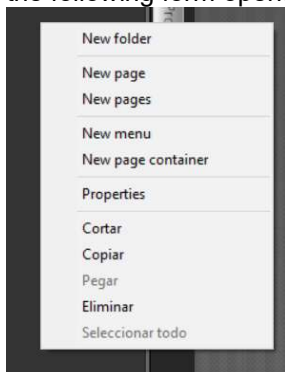 New folder
New page
New pages
New menu
New page container
Properties
Cortar
Copiar
Pegar
Eliminar
Seleccionar todo